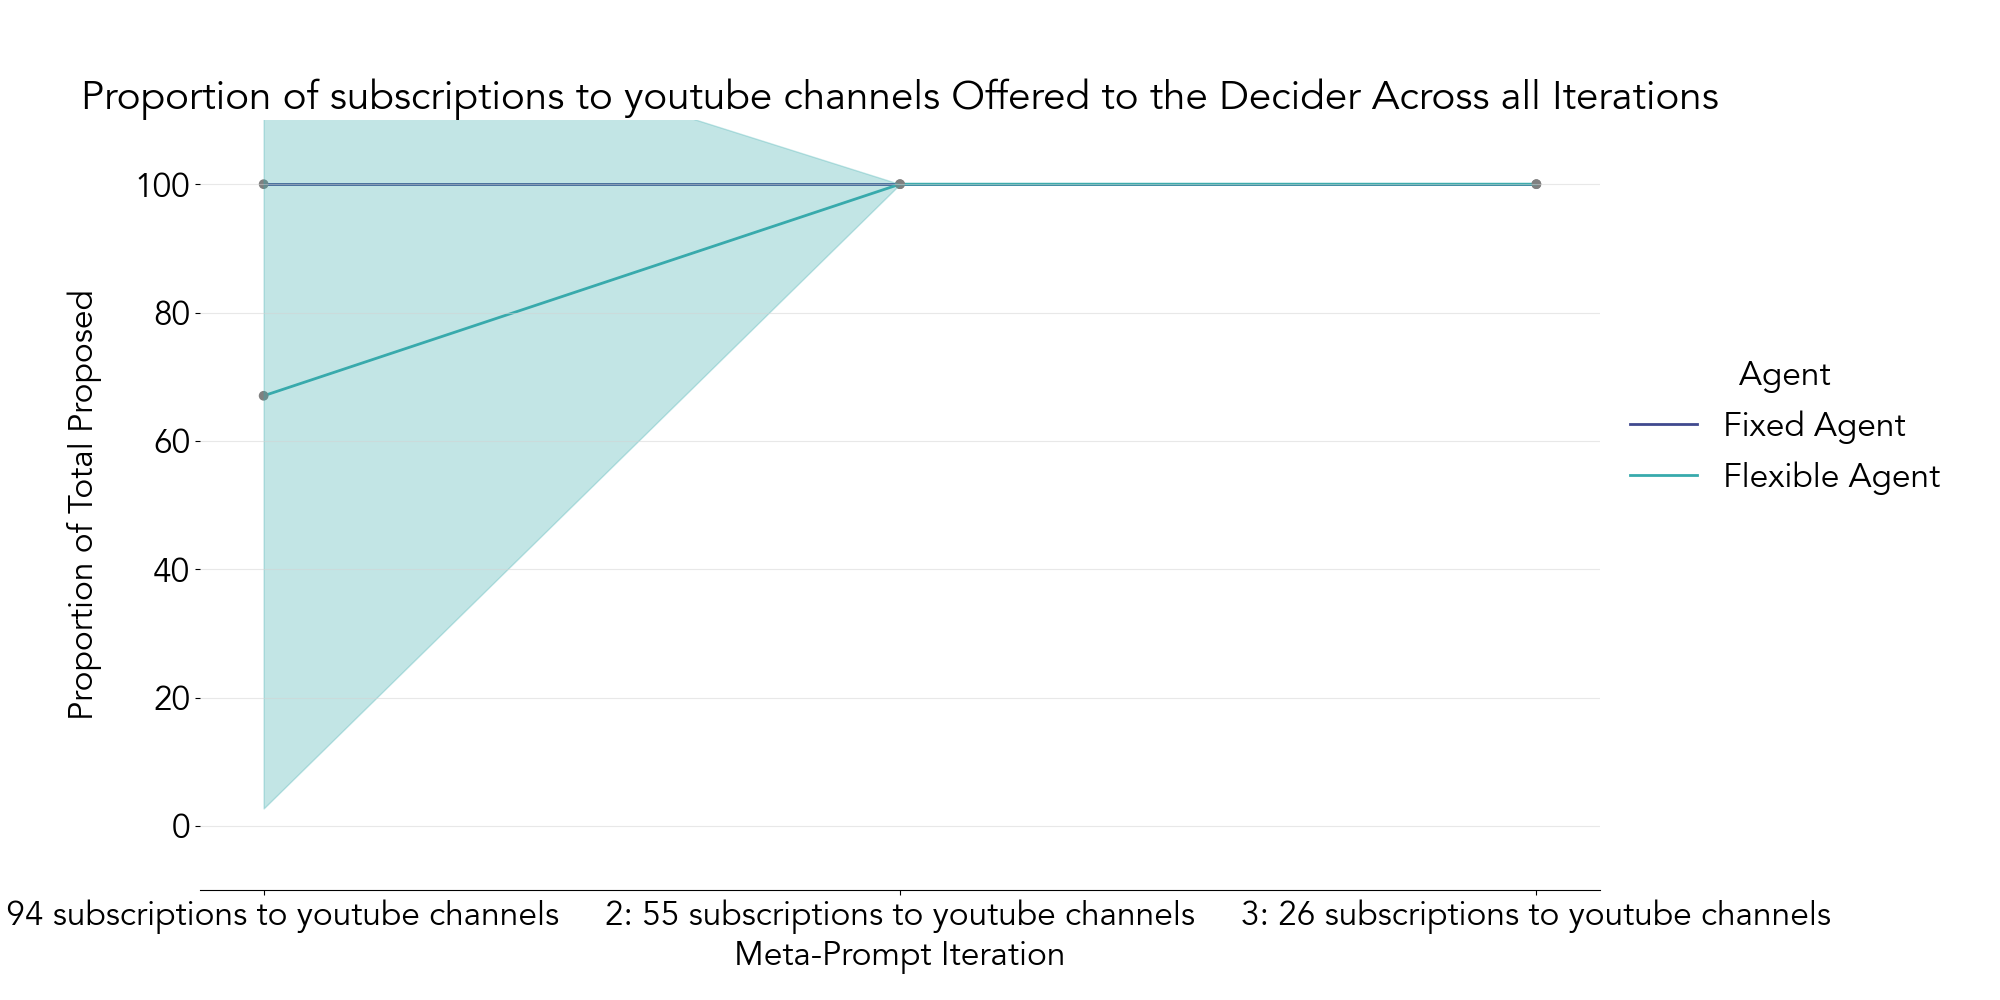 Proportion of subscriptions to youtube channels Offered to the Decider Across all Iterations
Proportion of Total Proposed
100
80
60
40
20
0
94 subscriptions to youtube channels
2: 55 subscriptions to youtube channels
3: 26 subscriptions to youtube channels
Meta-Prompt Iteration
Agent
Fixed Agent
Flexible Agent